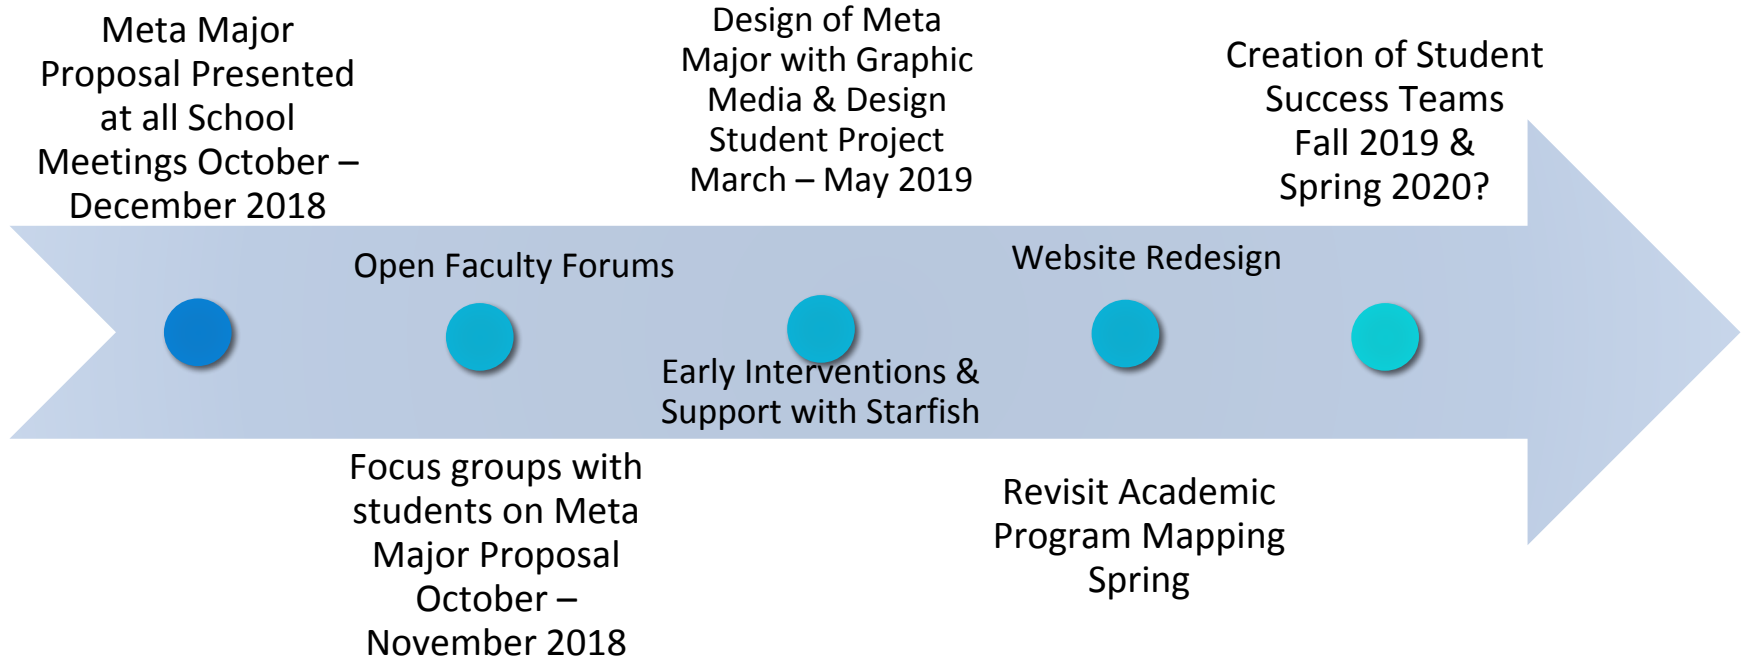 Meta Major
Proposal Presented
at all School
Meetings October –
December 2018
Open Faculty Forums
Focus groups with
students on Meta
Major Proposal
October –
November 2018
Design of Meta
Major with Graphic
Media & Design
Student Project
March – May 2019
Early Interventions &
Support with Starfish
Website Redesign
Revisit Academic
Program Mapping
Spring
Creation of Student
Success Teams
Fall 2019 &
Spring 2020?